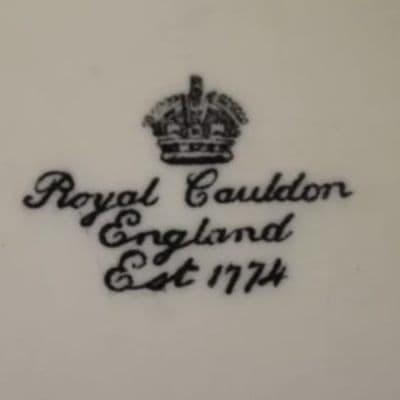 Royal Cauldon
England
Est 1774